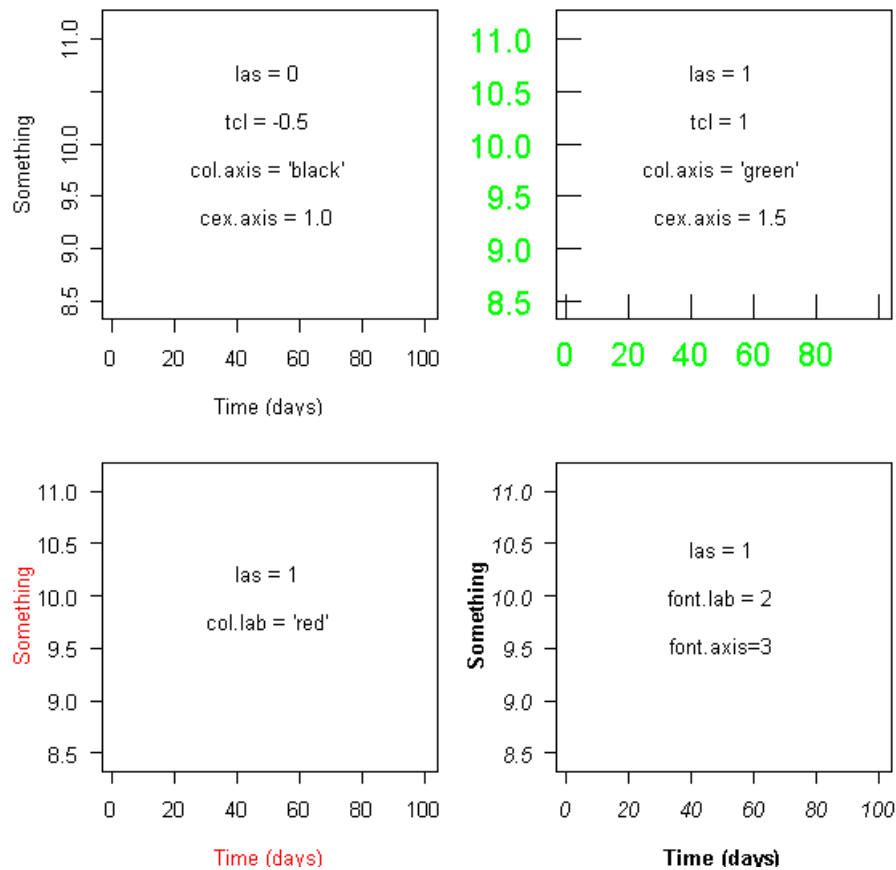 11.0
10.0
9.5
9.0
8.5
Something
las = 0
tcl = -0.5
col.axis = 'black'
cex.axis = 1.0
0 20 40 60 80 100
Time (days)
11.0
10.5
10.0
9.5
9.0
8.5
las = 1
tcl = 1
col.axis = 'green'
cex.axis = 1.5
0 20 40 60 80
11.0
10.5
10.0
9.5
9.0
8.5
Something
las = 1
col.lab = 'red'
0 20 40 60 80 100
Time (days)
11.0
10.5
10.0
9.5
9.0
8.5
Something
las = 1
font.lab = 2
font.axis=3
0 20 40 60 80 100
Time (days)